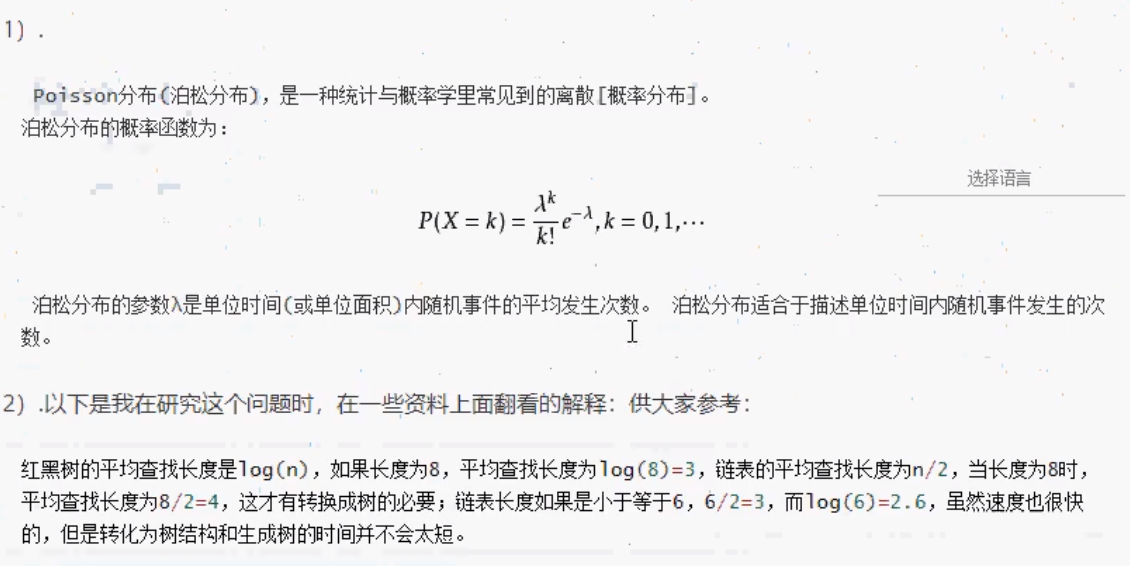 1) .
Poisson分布(泊松分布)，是一种统计与概率学里常见到的离散[概率分布]。
泊松分布的概率函数为:
选择语言
P(X = k) = \frac{λ^k}{k!} e^{-λ}, k = 0, 1, ⋯
泊松分布的参数λ是单位时间(或单位面积)内随机事件的平均发生次数。 泊松分布适合于描述单位时间内随机事件发生的次
数。
2) .以下是我在研究这个问题时，在一些资料上面翻看的解释：供大家参考：
红黑树的平均查找长度是log(n)，如果长度为8，平均查找长度为log(8)=3，链表的平均查找长度为n/2，当长度为8时，
平均查找长度为8/2=4，这才有转换成树的必要；链表长度如果是小于等于6，6/2=3，而log(6)=2.6，虽然速度也很快
的，但是转化为树结构和生成树的时间并不会太短。